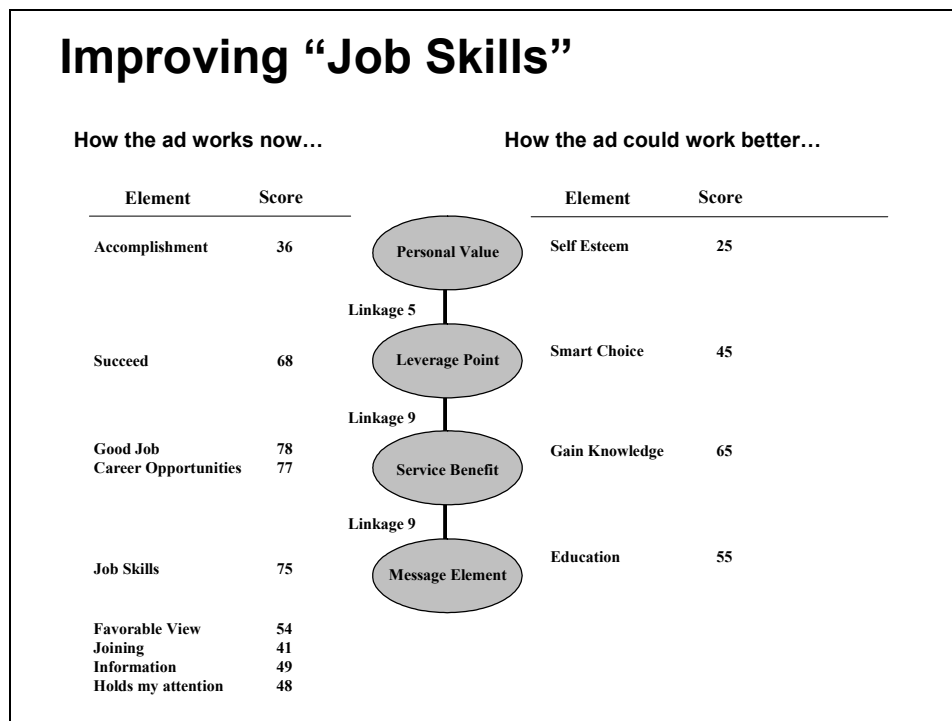 Improving “Job Skills”
How the ad works now…
How the ad could work better…
Element Score
Element Score
Accomplishment 36
Personal Value
Self Esteem 25
Linkage 5
Succeed 68
Leverage Point
Smart Choice 45
Linkage 9
Good Job 78
Career Opportunities 77
Service Benefit
Gain Knowledge 65
Linkage 9
Job Skills 75
Message Element
Education 55
Favorable View 54
Joining 41
Information 49
Holds my attention 48